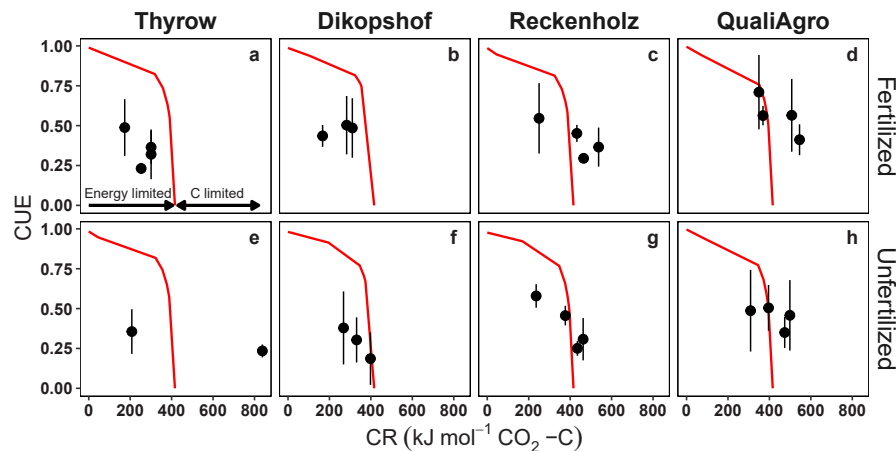 Thyrow Dikopshof Reckenholz QualiAgro
1.00 a b c d
0.75
0.50
0.25
0.00
Energy limited C limited
Fertilized
CUE
1.00 e f g h
0.75
0.50
0.25
0.00
Unfertilized
0 200 400 600 800 0 200 400 600 800 0 200 400 600 800 0 200 400 600 800
CR (kJ mol⁻¹ CO₂ −C)